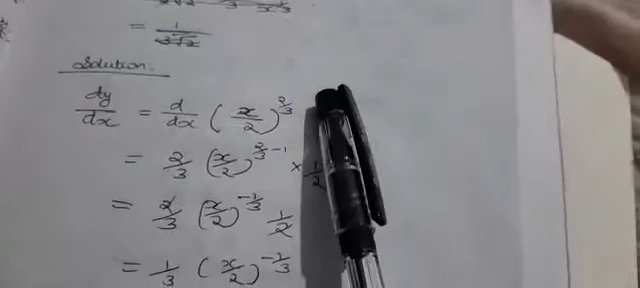 = 1/3√x
Solution.
dy/dx = d/dx (x/2)^2/3
= 2/3 (x/2)^2/3 - 1 × 1/2
= 2/3 (x/2)^-1/3 1/2
= 1/3 (x/2)^-1/3